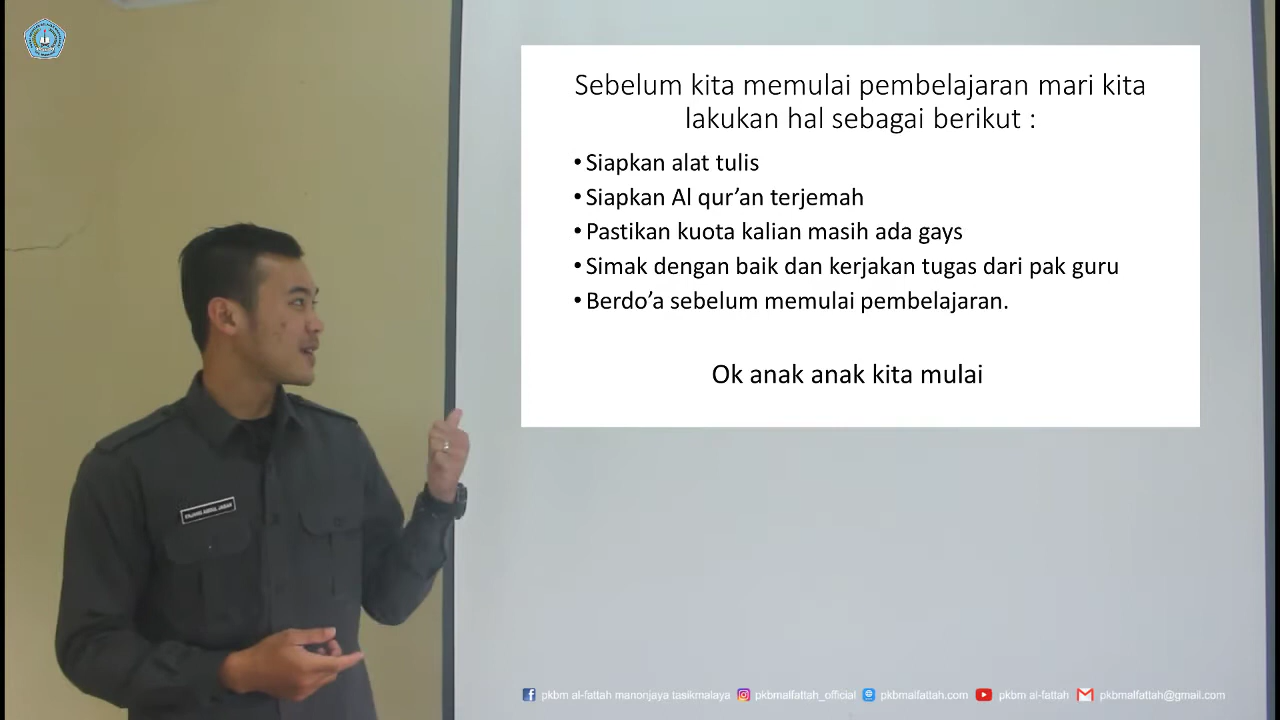 Sebelum kita memulai pembelajaran mari kita
lakukan hal sebagai berikut :
•Siapkan alat tulis
•Siapkan Al qur’an terjemah
•Pastikan kuota kalian masih ada gays
•Simak dengan baik dan kerjakan tugas dari pak guru
•Berdo’a sebelum memulai pembelajaran.
Ok anak anak kita mulai
pkbm al-fattah manonjaya tasikmalaya pkbmalfattah_official pkbmalfattah.com pkbm al-fattah pkbmalfattah@gmail.com